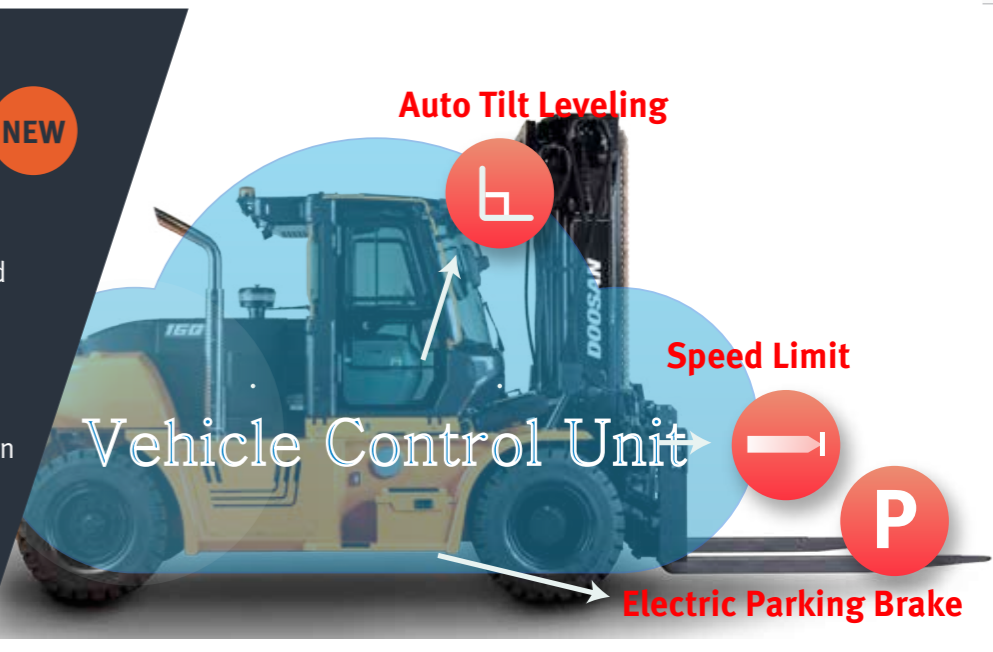 NEW
d
n
Auto Tilt Leveling
160
DOOSAN
Speed Limit
Vehicle Control Unit
P
Electric Parking Brake